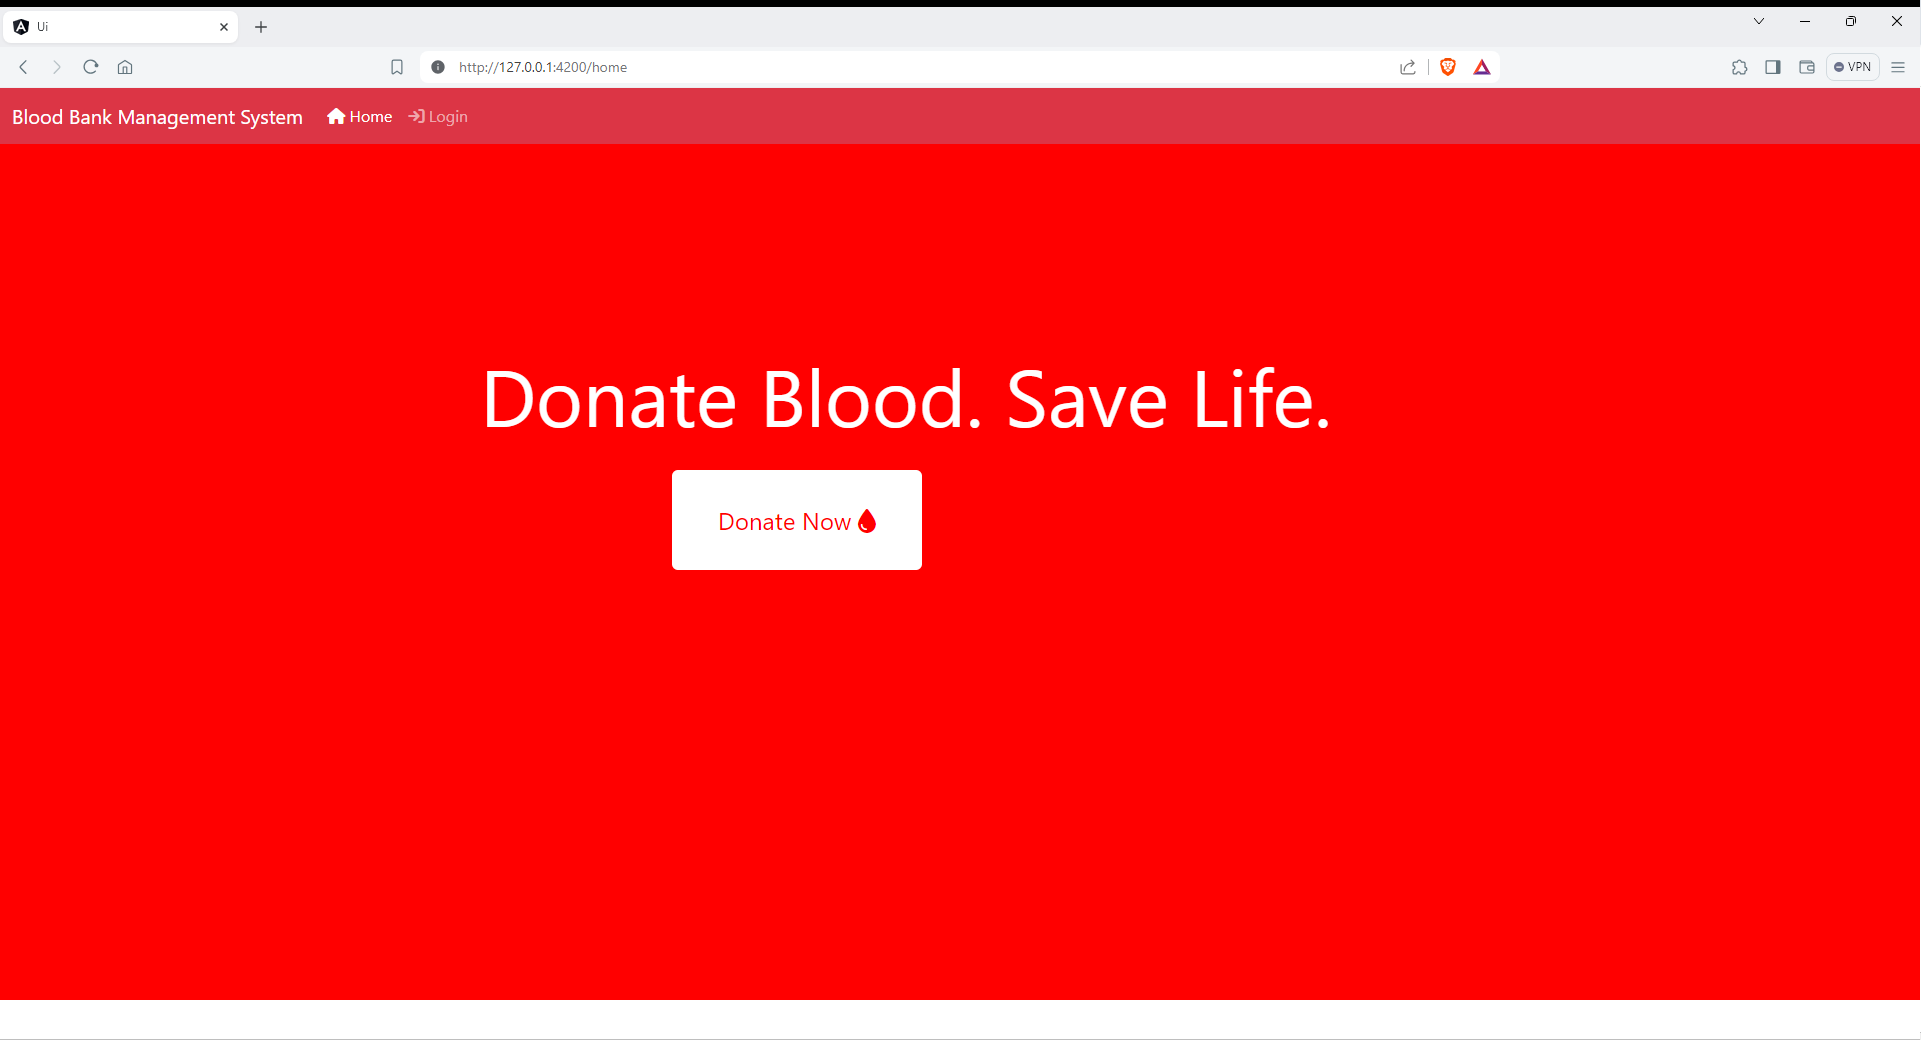 Ui
http://127.0.0.1:4200/home
VPN
Blood Bank Management System
Home
Login
Donate Blood. Save Life.
Donate Now